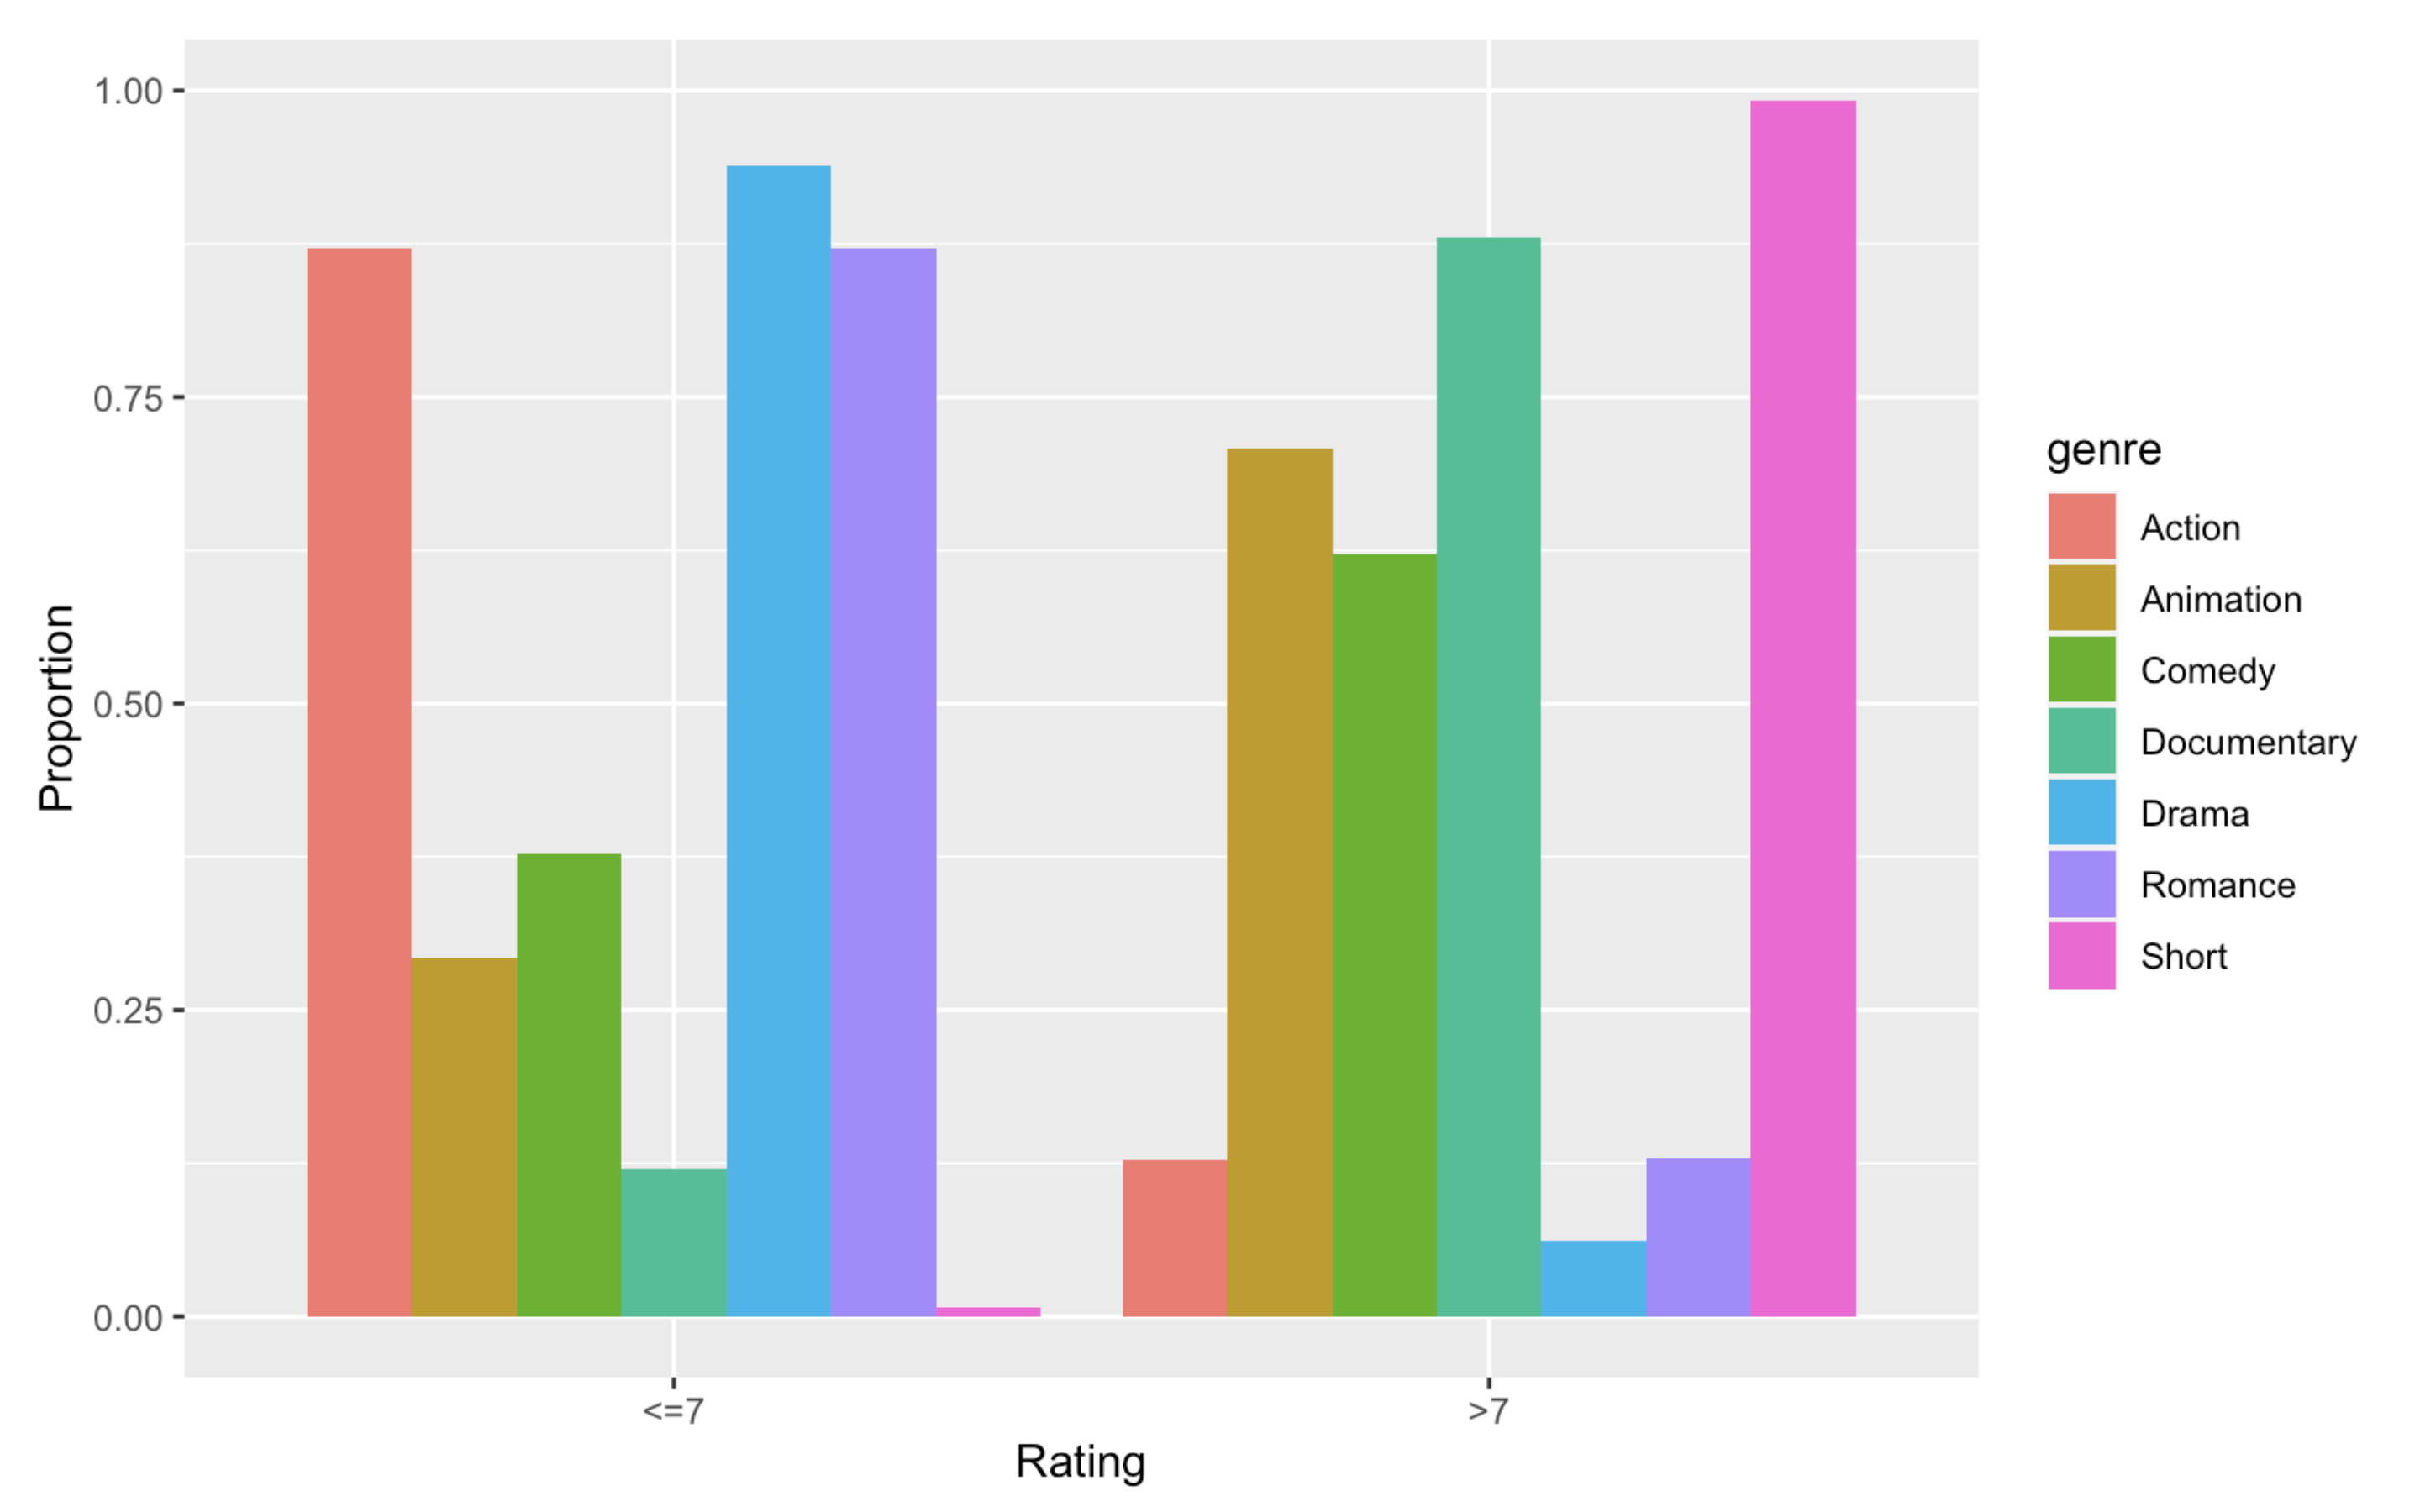 1.00
0.75
0.50
0.25
0.00
Proportion
<=7
>7
Rating
genre
Action
Animation
Comedy
Documentary
Drama
Romance
Short